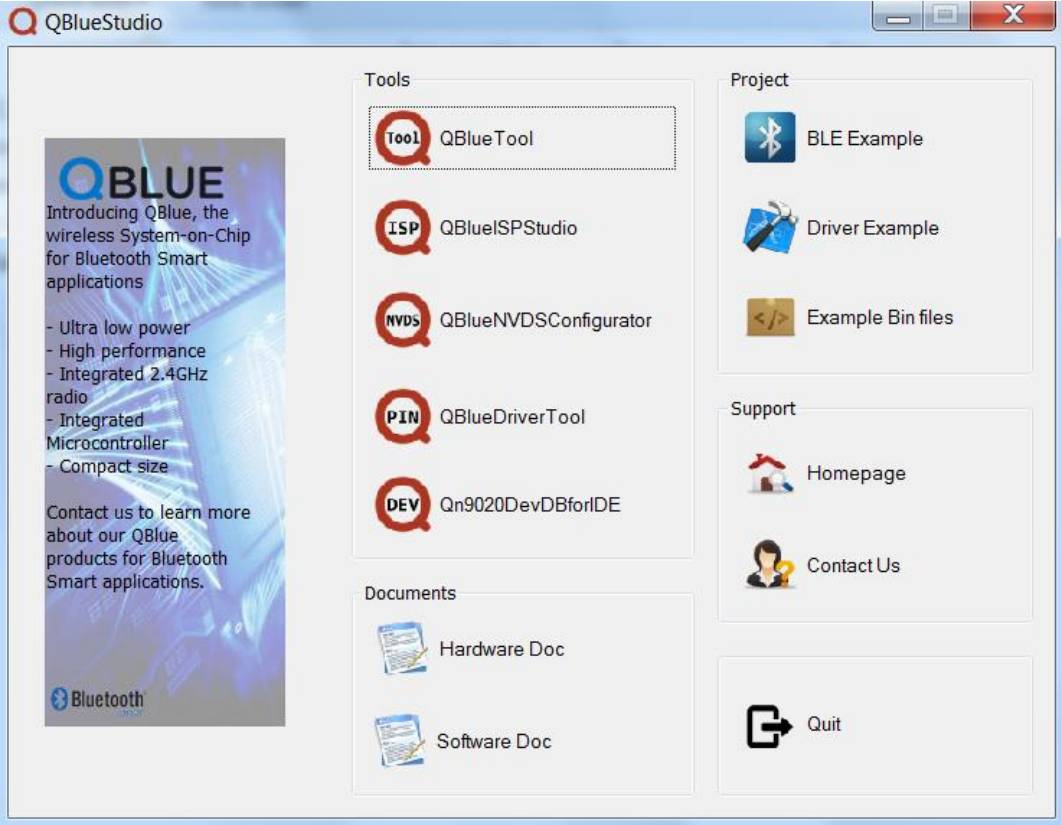 QBlueStudio
QBLUE
Introducing QBlue, the
wireless System-on-Chip
for Bluetooth Smart
applications
- Ultra low power
- High performance
- Integrated 2.4GHz
radio
- Integrated
Microcontroller
- Compact size
Contact us to learn more
about our QBlue
products for Bluetooth
Smart applications.
Bluetooth
Tools
Tool QBlueTool
ISP QBlueISPStudio
NVDS QBlueNVDSConfigurator
PIN QBlueDriverTool
DEV Qn9020DevDBforIDE
Documents
Hardware Doc
Software Doc
Project
BLE Example
Driver Example
</> Example Bin files
Support
Homepage
Contact Us
Quit